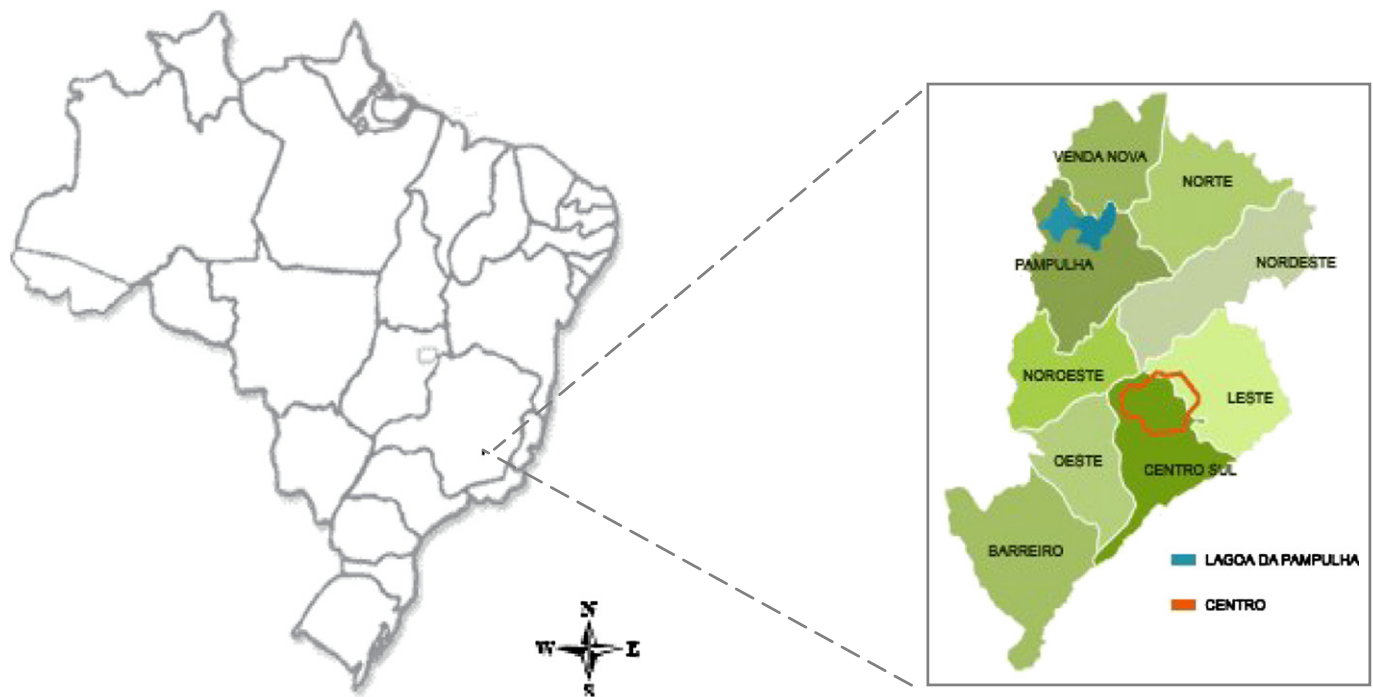 VENDA NOVA
NORTE
PAMPULHA
NORDESTE
NOROESTE
LESTE
OESTE
CENTRO SUL
BARREIRO
LAGOA DA PAMPULHA
CENTRO
N
W E
S